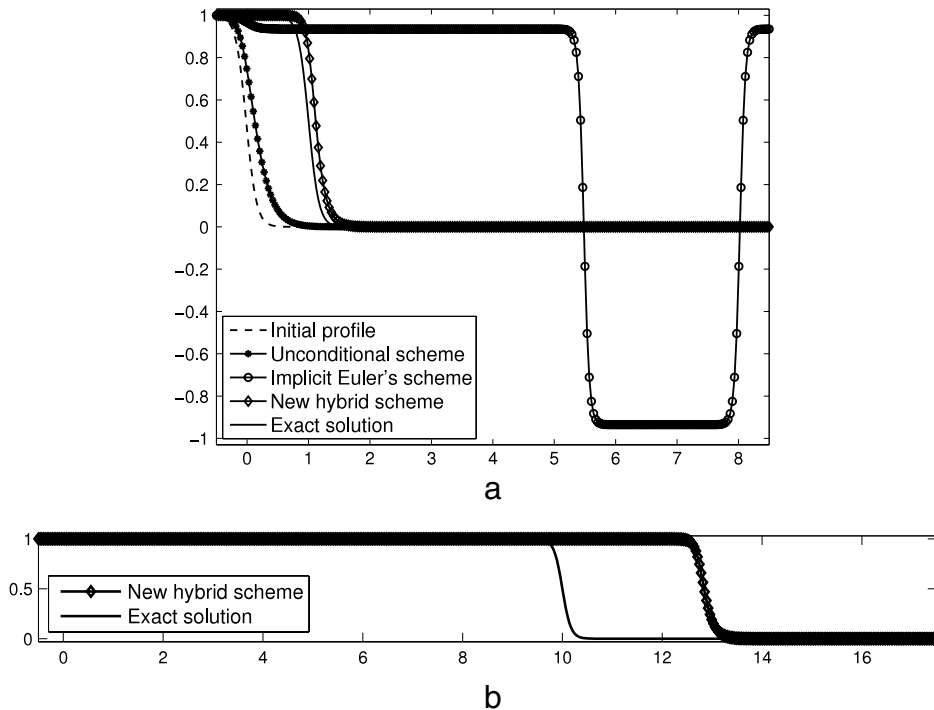 1
0.8
0.6
0.4
0.2
0
−0.2
−0.4
−0.6
−0.8
−1
Initial profile
Unconditional scheme
Implicit Euler's scheme
New hybrid scheme
Exact solution
0 1 2 3 4 5 6 7 8
a
1
0.5
0
New hybrid scheme
Exact solution
0 2 4 6 8 10 12 14 16
b